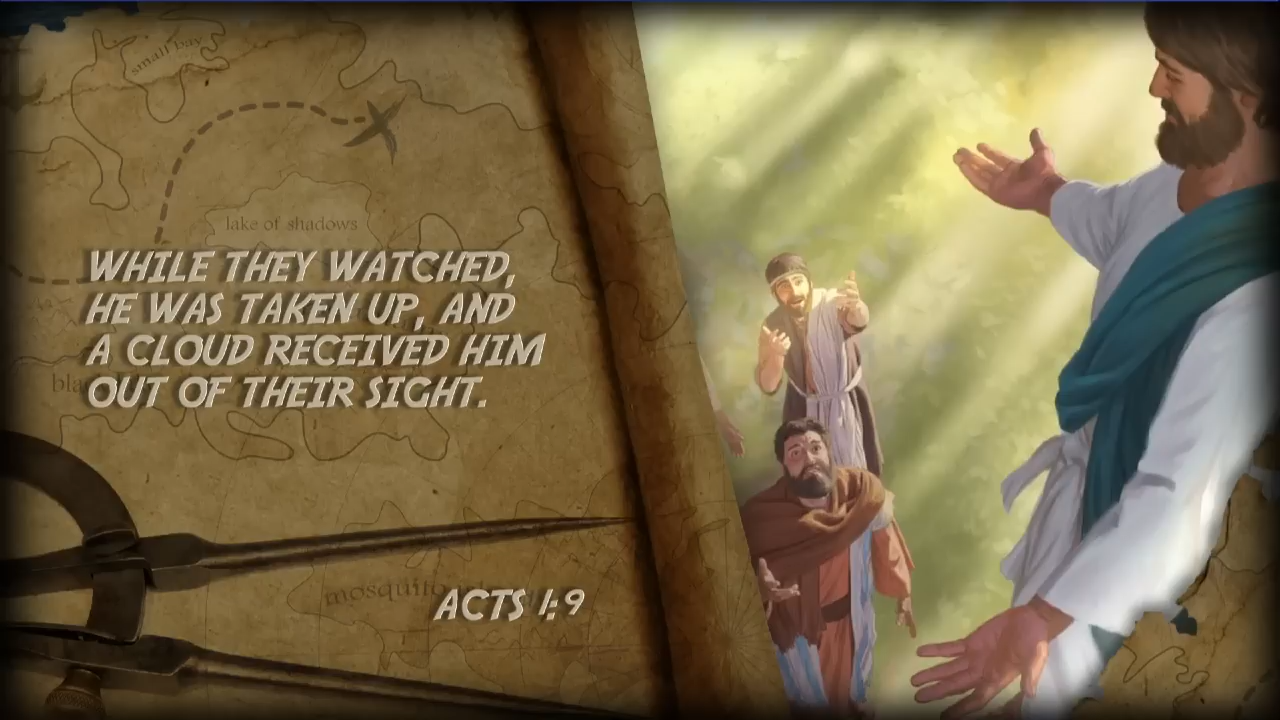 small bay
lake of shadows
WHILE THEY WATCHED,
HE WAS TAKEN UP, AND
A CLOUD RECEIVED HIM
OUT OF THEIR SIGHT.
ACTS 1:9